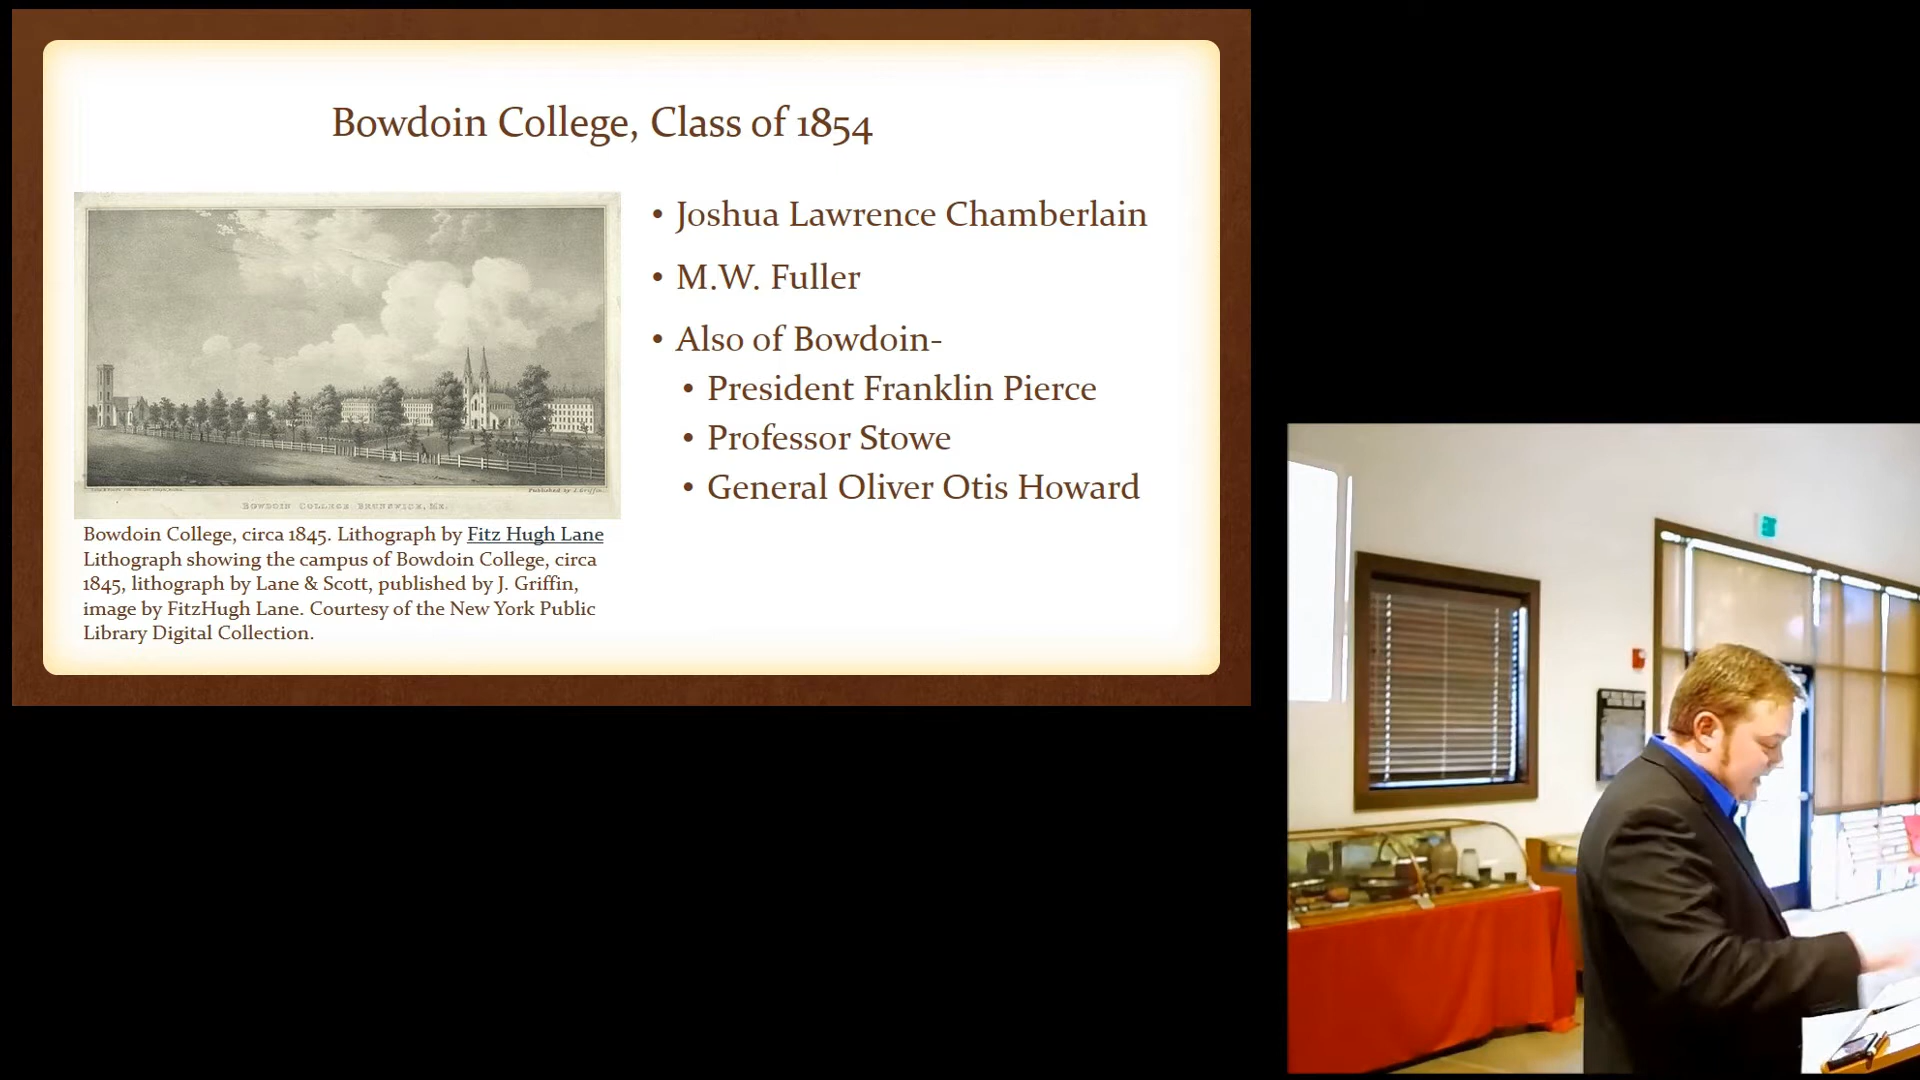 Bowdoin College, Class of 1854
Published by J. Griffin
BOWDOIN COLLEGE BRUNSWICK, ME.
Bowdoin College, circa 1845. Lithograph by Fitz Hugh Lane
Lithograph showing the campus of Bowdoin College, circa
1845, lithograph by Lane & Scott, published by J. Griffin,
image by FitzHugh Lane. Courtesy of the New York Public
Library Digital Collection.
• Joshua Lawrence Chamberlain
• M.W. Fuller
• Also of Bowdoin-
• President Franklin Pierce
• Professor Stowe
• General Oliver Otis Howard